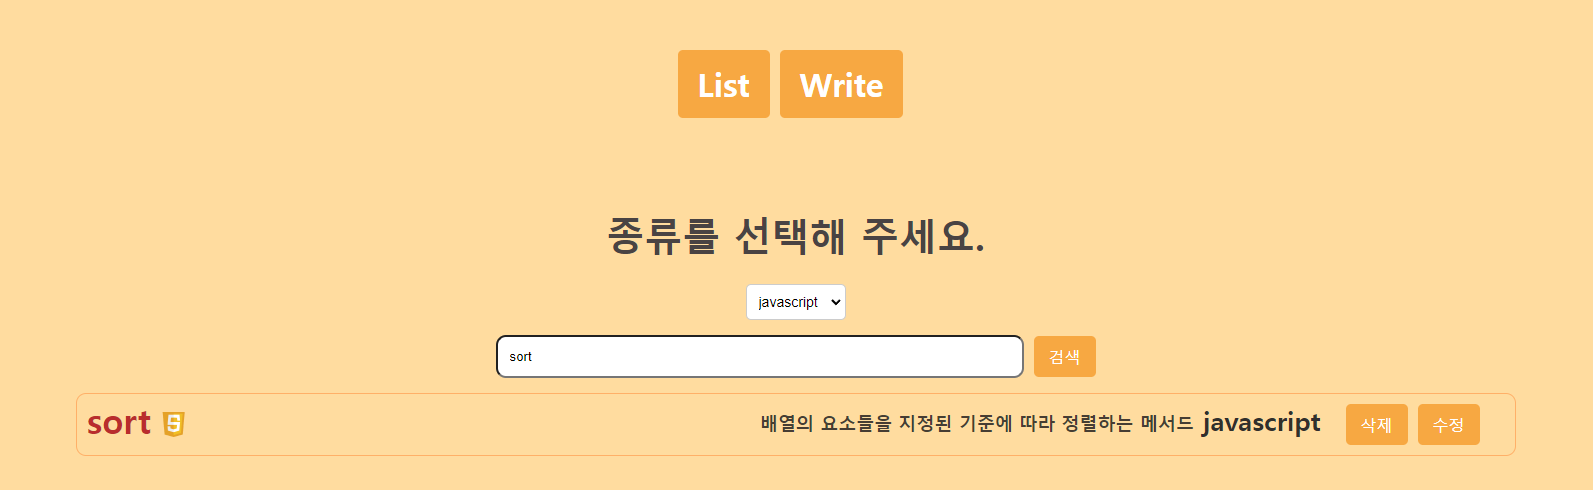 List Write
종류를 선택해 주세요.
javascript
sort 검색
sort 배열의 요소들을 지정된 기준에 따라 정렬하는 메서드 javascript 삭제 수정